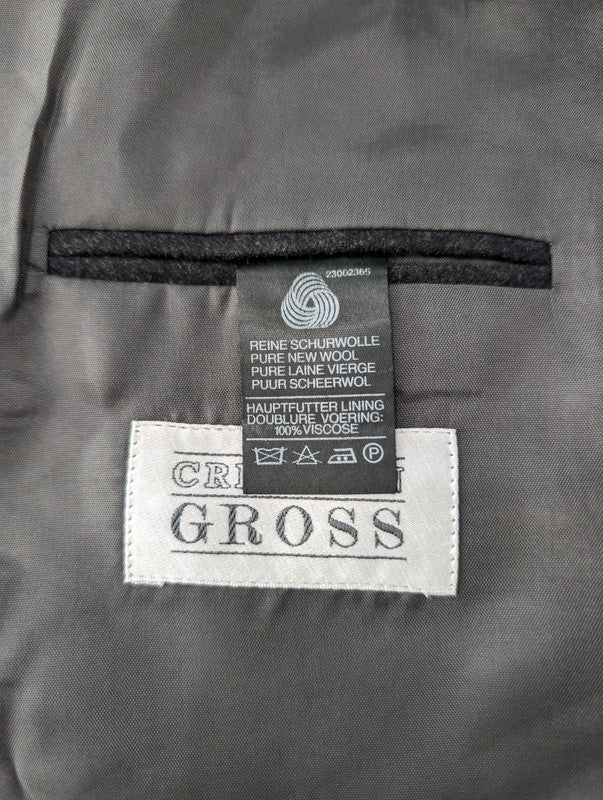 23002365
REINE SCHURWOLLE
PURE NEW WOOL
PURE LAINE VIERGE
PUUR SCHEERWOL
HAUPTFUTTER LINING
DOUBLURE VOERING:
100% VISCOSE
P
GROSS